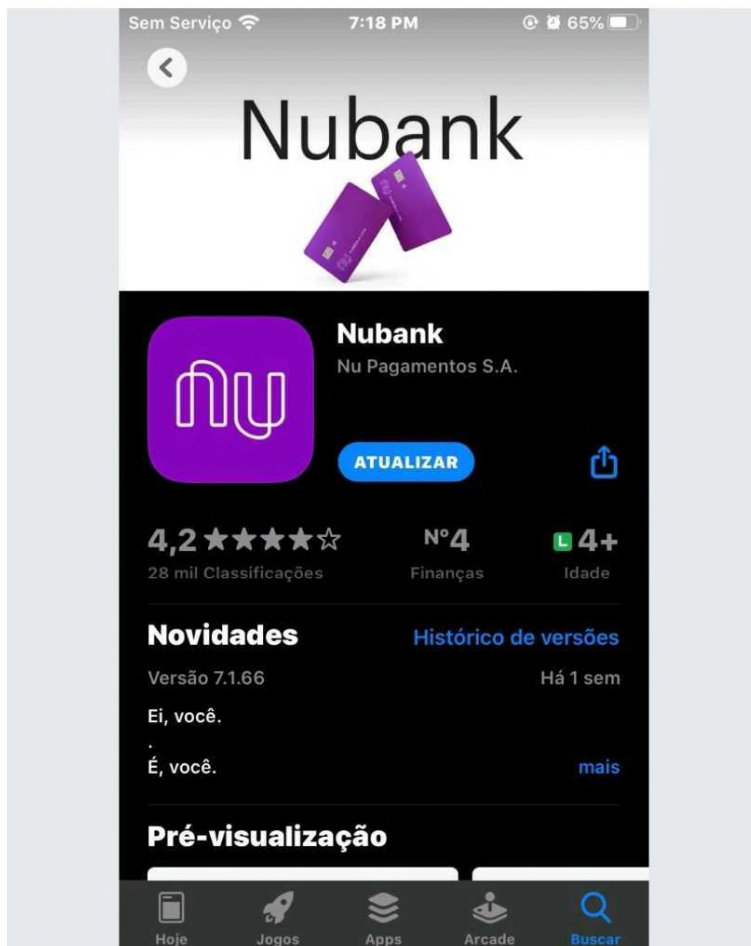 Sem Serviço 7:18 PM 65%
Nubank
nu
Nubank
Nu Pagamentos S.A.
ATUALIZAR
4,2 Nº4 L 4+
28 mil Classificações Finanças Idade
Novidades Histórico de versões
Versão 7.1.66 Há 1 sem
Ei, você.
.
É, você. mais
Pré-visualização
Hoje Jogos Apps Arcade Buscar